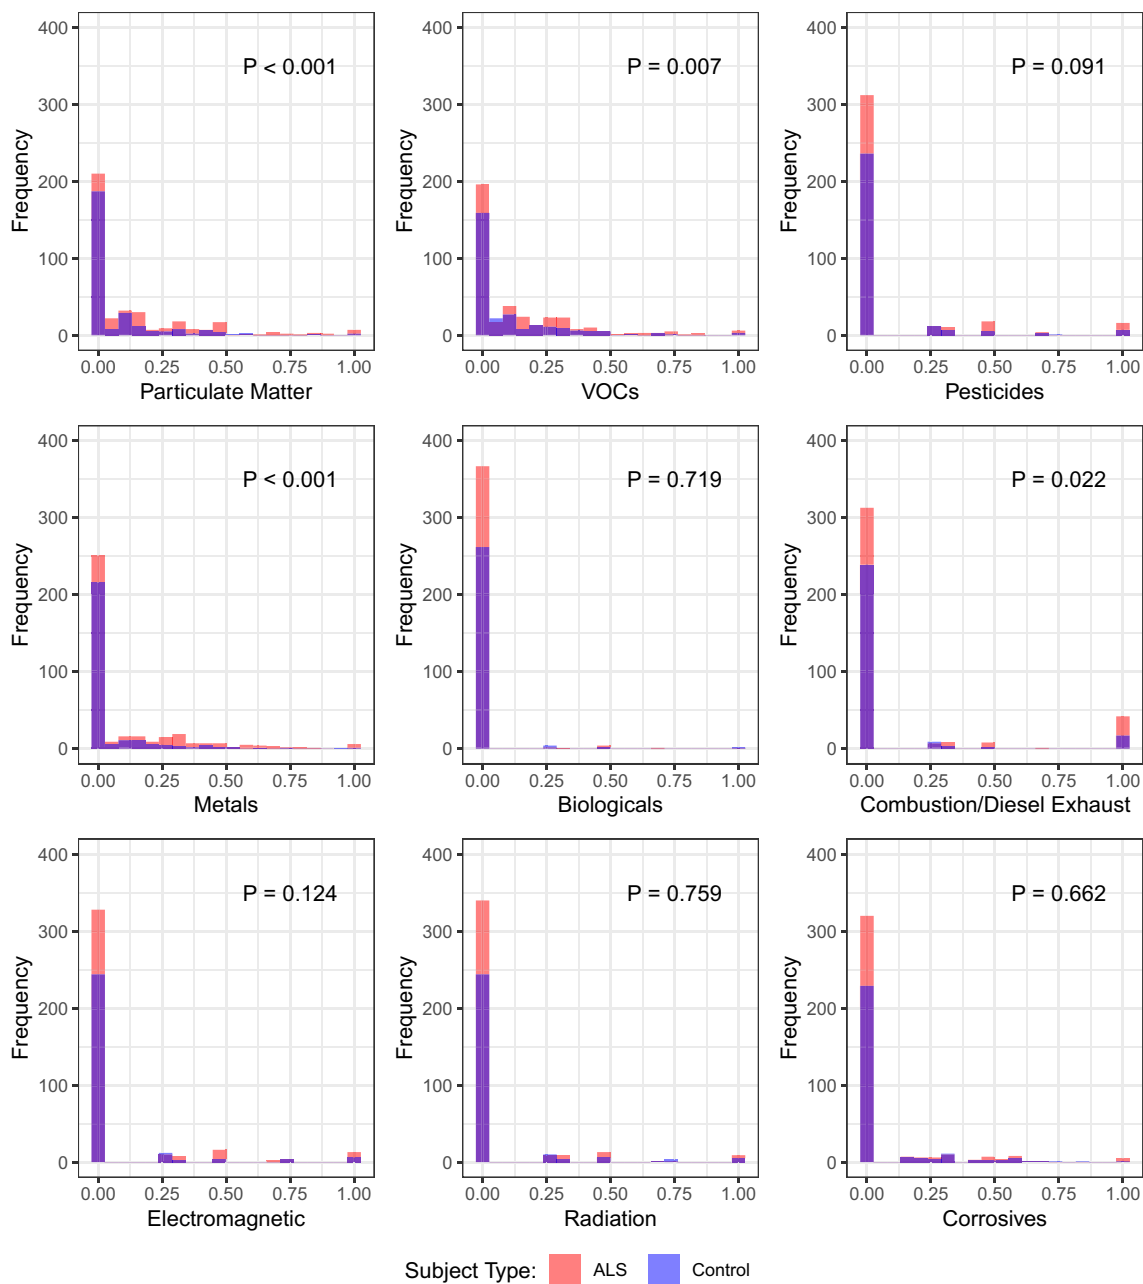 P < 0.001
Frequency
400
300
200
100
0
0.00 0.25 0.50 0.75 1.00
Particulate Matter
P = 0.007
Frequency
400
300
200
100
0
0.00 0.25 0.50 0.75 1.00
VOCs
P = 0.091
Frequency
400
300
200
100
0
0.00 0.25 0.50 0.75 1.00
Pesticides
P < 0.001
Frequency
400
300
200
100
0
0.00 0.25 0.50 0.75 1.00
Metals
P = 0.719
Frequency
400
300
200
100
0
0.00 0.25 0.50 0.75 1.00
Biologicals
P = 0.022
Frequency
400
300
200
100
0
0.00 0.25 0.50 0.75 1.00
Combustion/Diesel Exhaust
P = 0.124
Frequency
400
300
200
100
0
0.00 0.25 0.50 0.75 1.00
Electromagnetic
P = 0.759
Frequency
400
300
200
100
0
0.00 0.25 0.50 0.75 1.00
Radiation
P = 0.662
Frequency
400
300
200
100
0
0.00 0.25 0.50 0.75 1.00
Corrosives
Subject Type: ALS Control